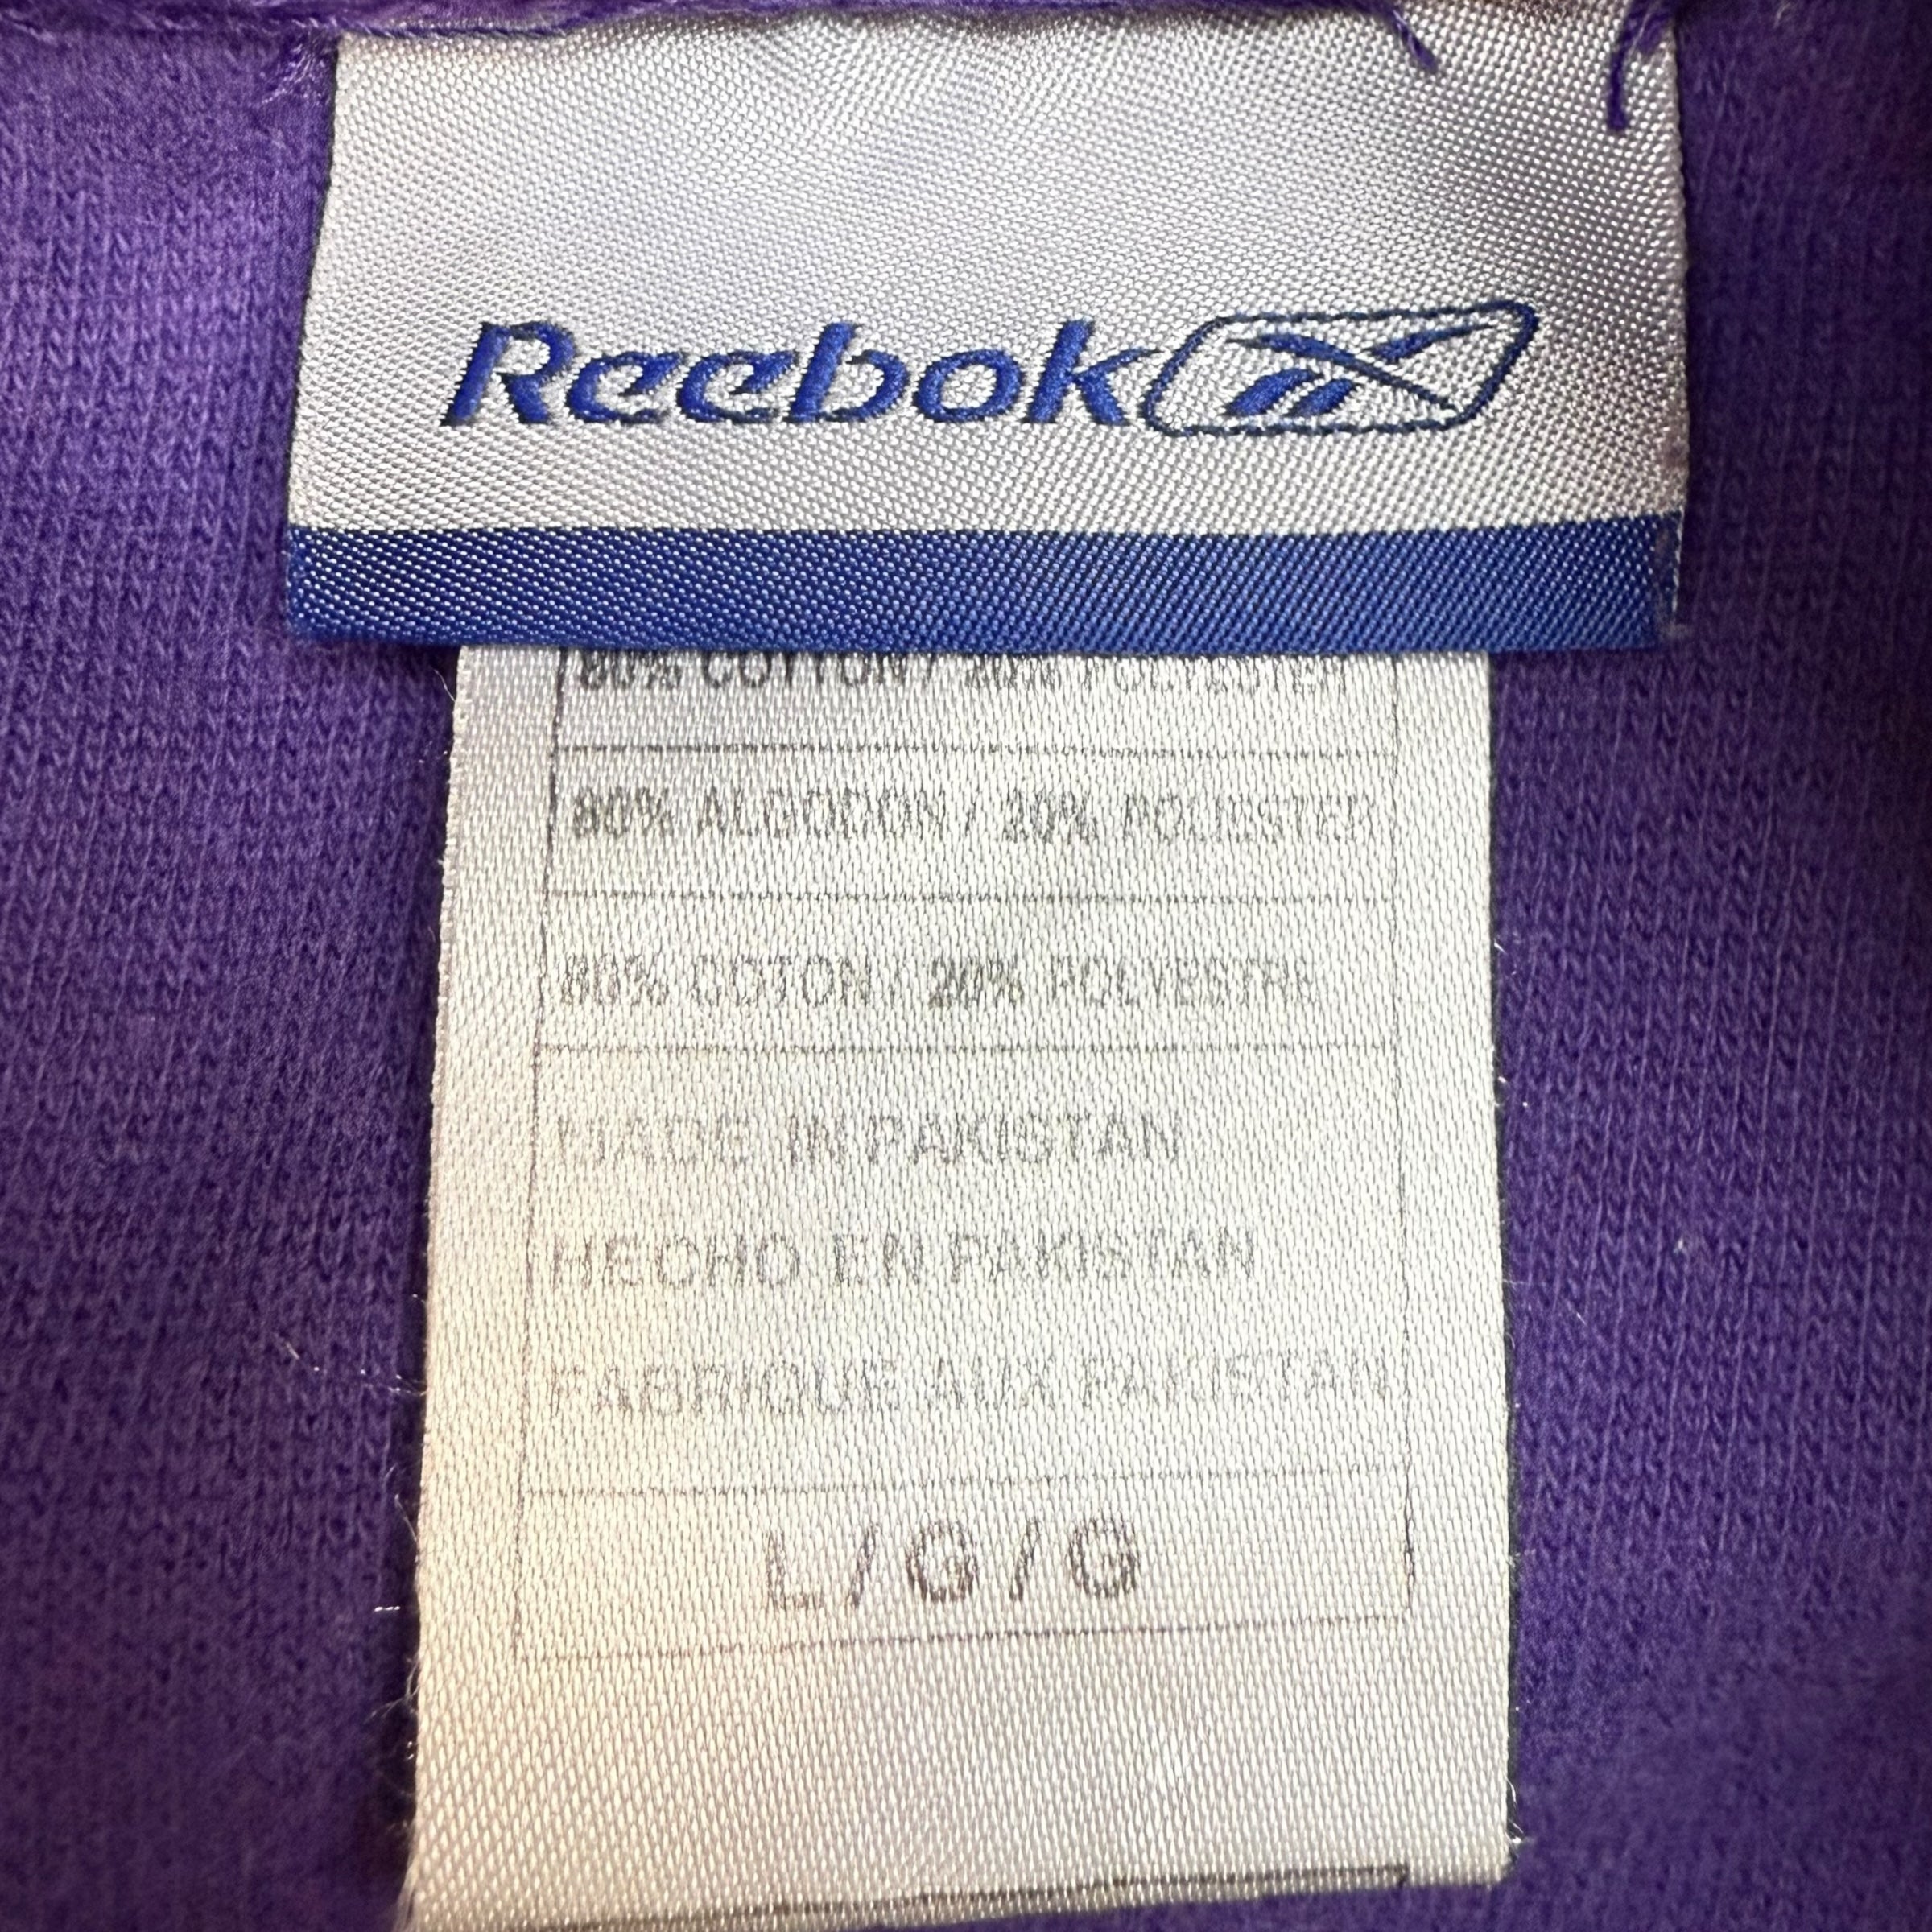 Reebok
80% COTTON / 20% POLYESTER
80% ALGODON / 20% POLIESTER
80% COTON / 20% POLYESTRE
MADE IN PAKISTAN
HECHO EN PAKISTAN
FABRIQUE AUX PAKISTAN
L / G / G